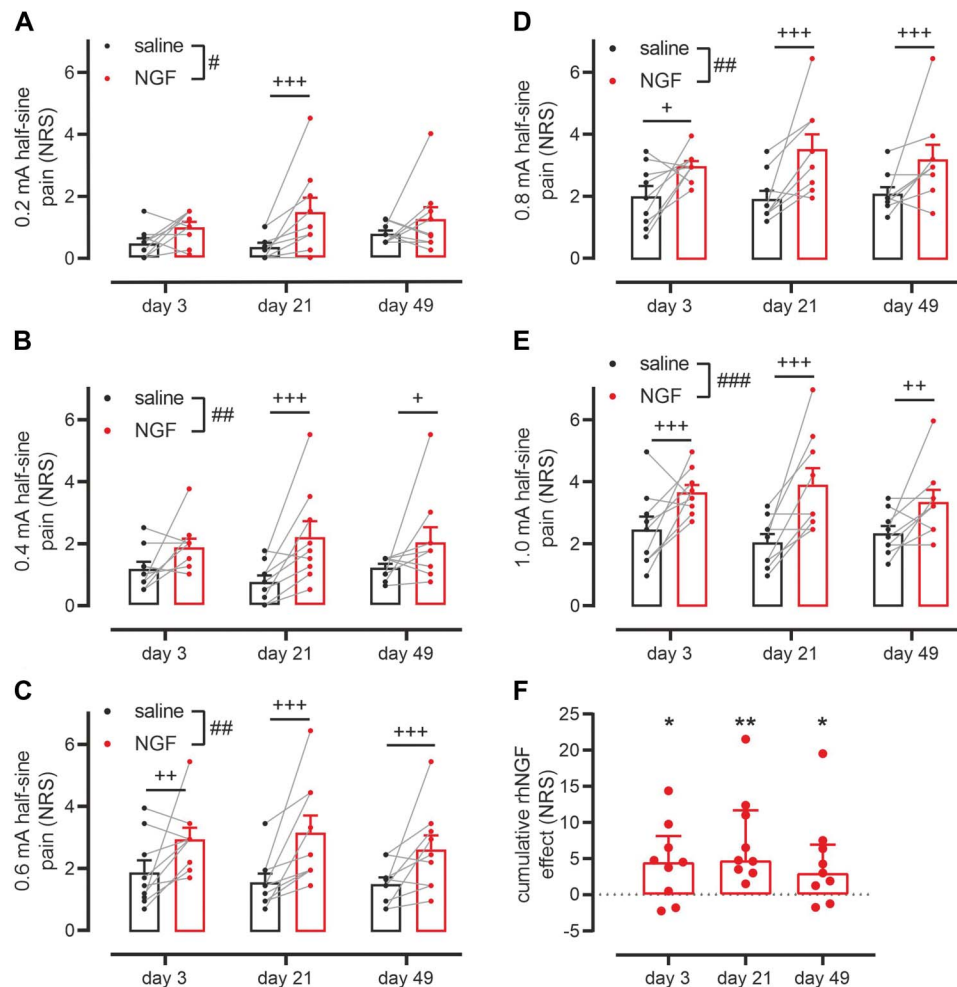 A
saline
NGF
#
+++
0.2 mA half-sine
pain (NRS)
6
4
2
0
day 3
day 21
day 49
B
saline
NGF
##
+++
+
0.4 mA half-sine
pain (NRS)
6
4
2
0
day 3
day 21
day 49
C
saline
NGF
##
++
+++
+++
0.6 mA half-sine
pain (NRS)
6
4
2
0
day 3
day 21
day 49
D
saline
NGF
##
+
+++
+++
0.8 mA half-sine
pain (NRS)
6
4
2
0
day 3
day 21
day 49
E
saline
NGF
###
+++
+++
++
1.0 mA half-sine
pain (NRS)
6
4
2
0
day 3
day 21
day 49
F
cumulative rhNGF
effect (NRS)
25
20
15
10
5
0
-5
*
**
*
day 3
day 21
day 49